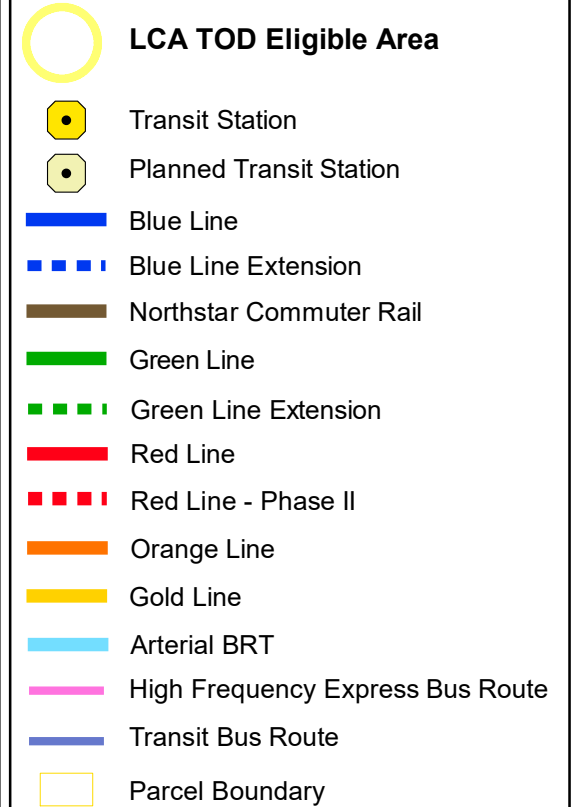 LCA TOD Eligible Area
Transit Station
Planned Transit Station
Blue Line
Blue Line Extension
Northstar Commuter Rail
Green Line
Green Line Extension
Red Line
Red Line - Phase II
Orange Line
Gold Line
Arterial BRT
High Frequency Express Bus Route
Transit Bus Route
Parcel Boundary